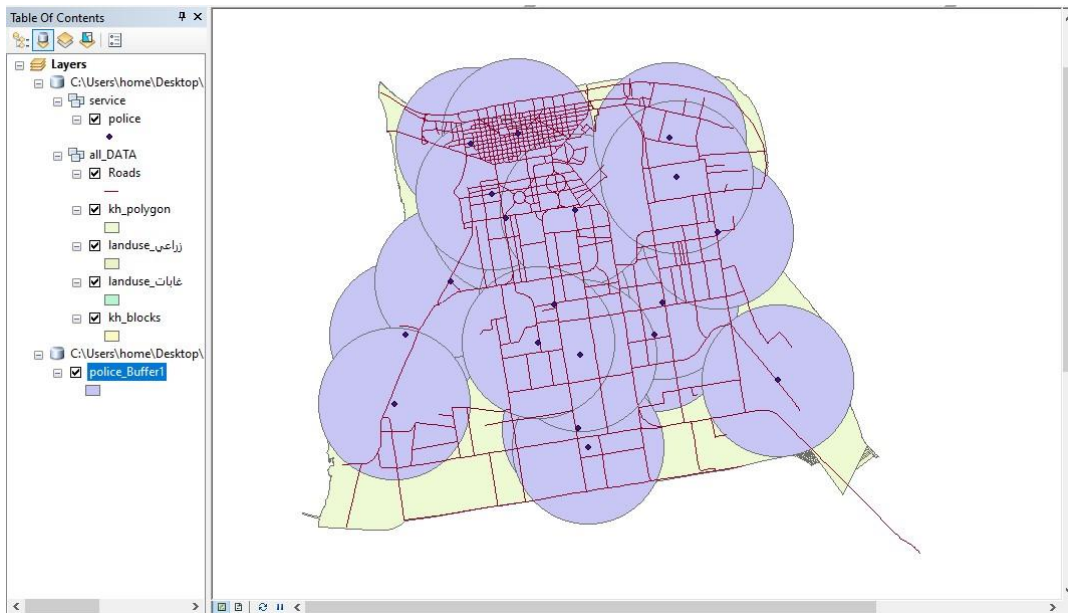 Table Of Contents
Layers
C:\Users\home\Desktop\
service
police
all_DATA
Roads
kh_polygon
landuse_زراعي
landuse_غابات
kh_blocks
C:\Users\home\Desktop\
police_Buffer1